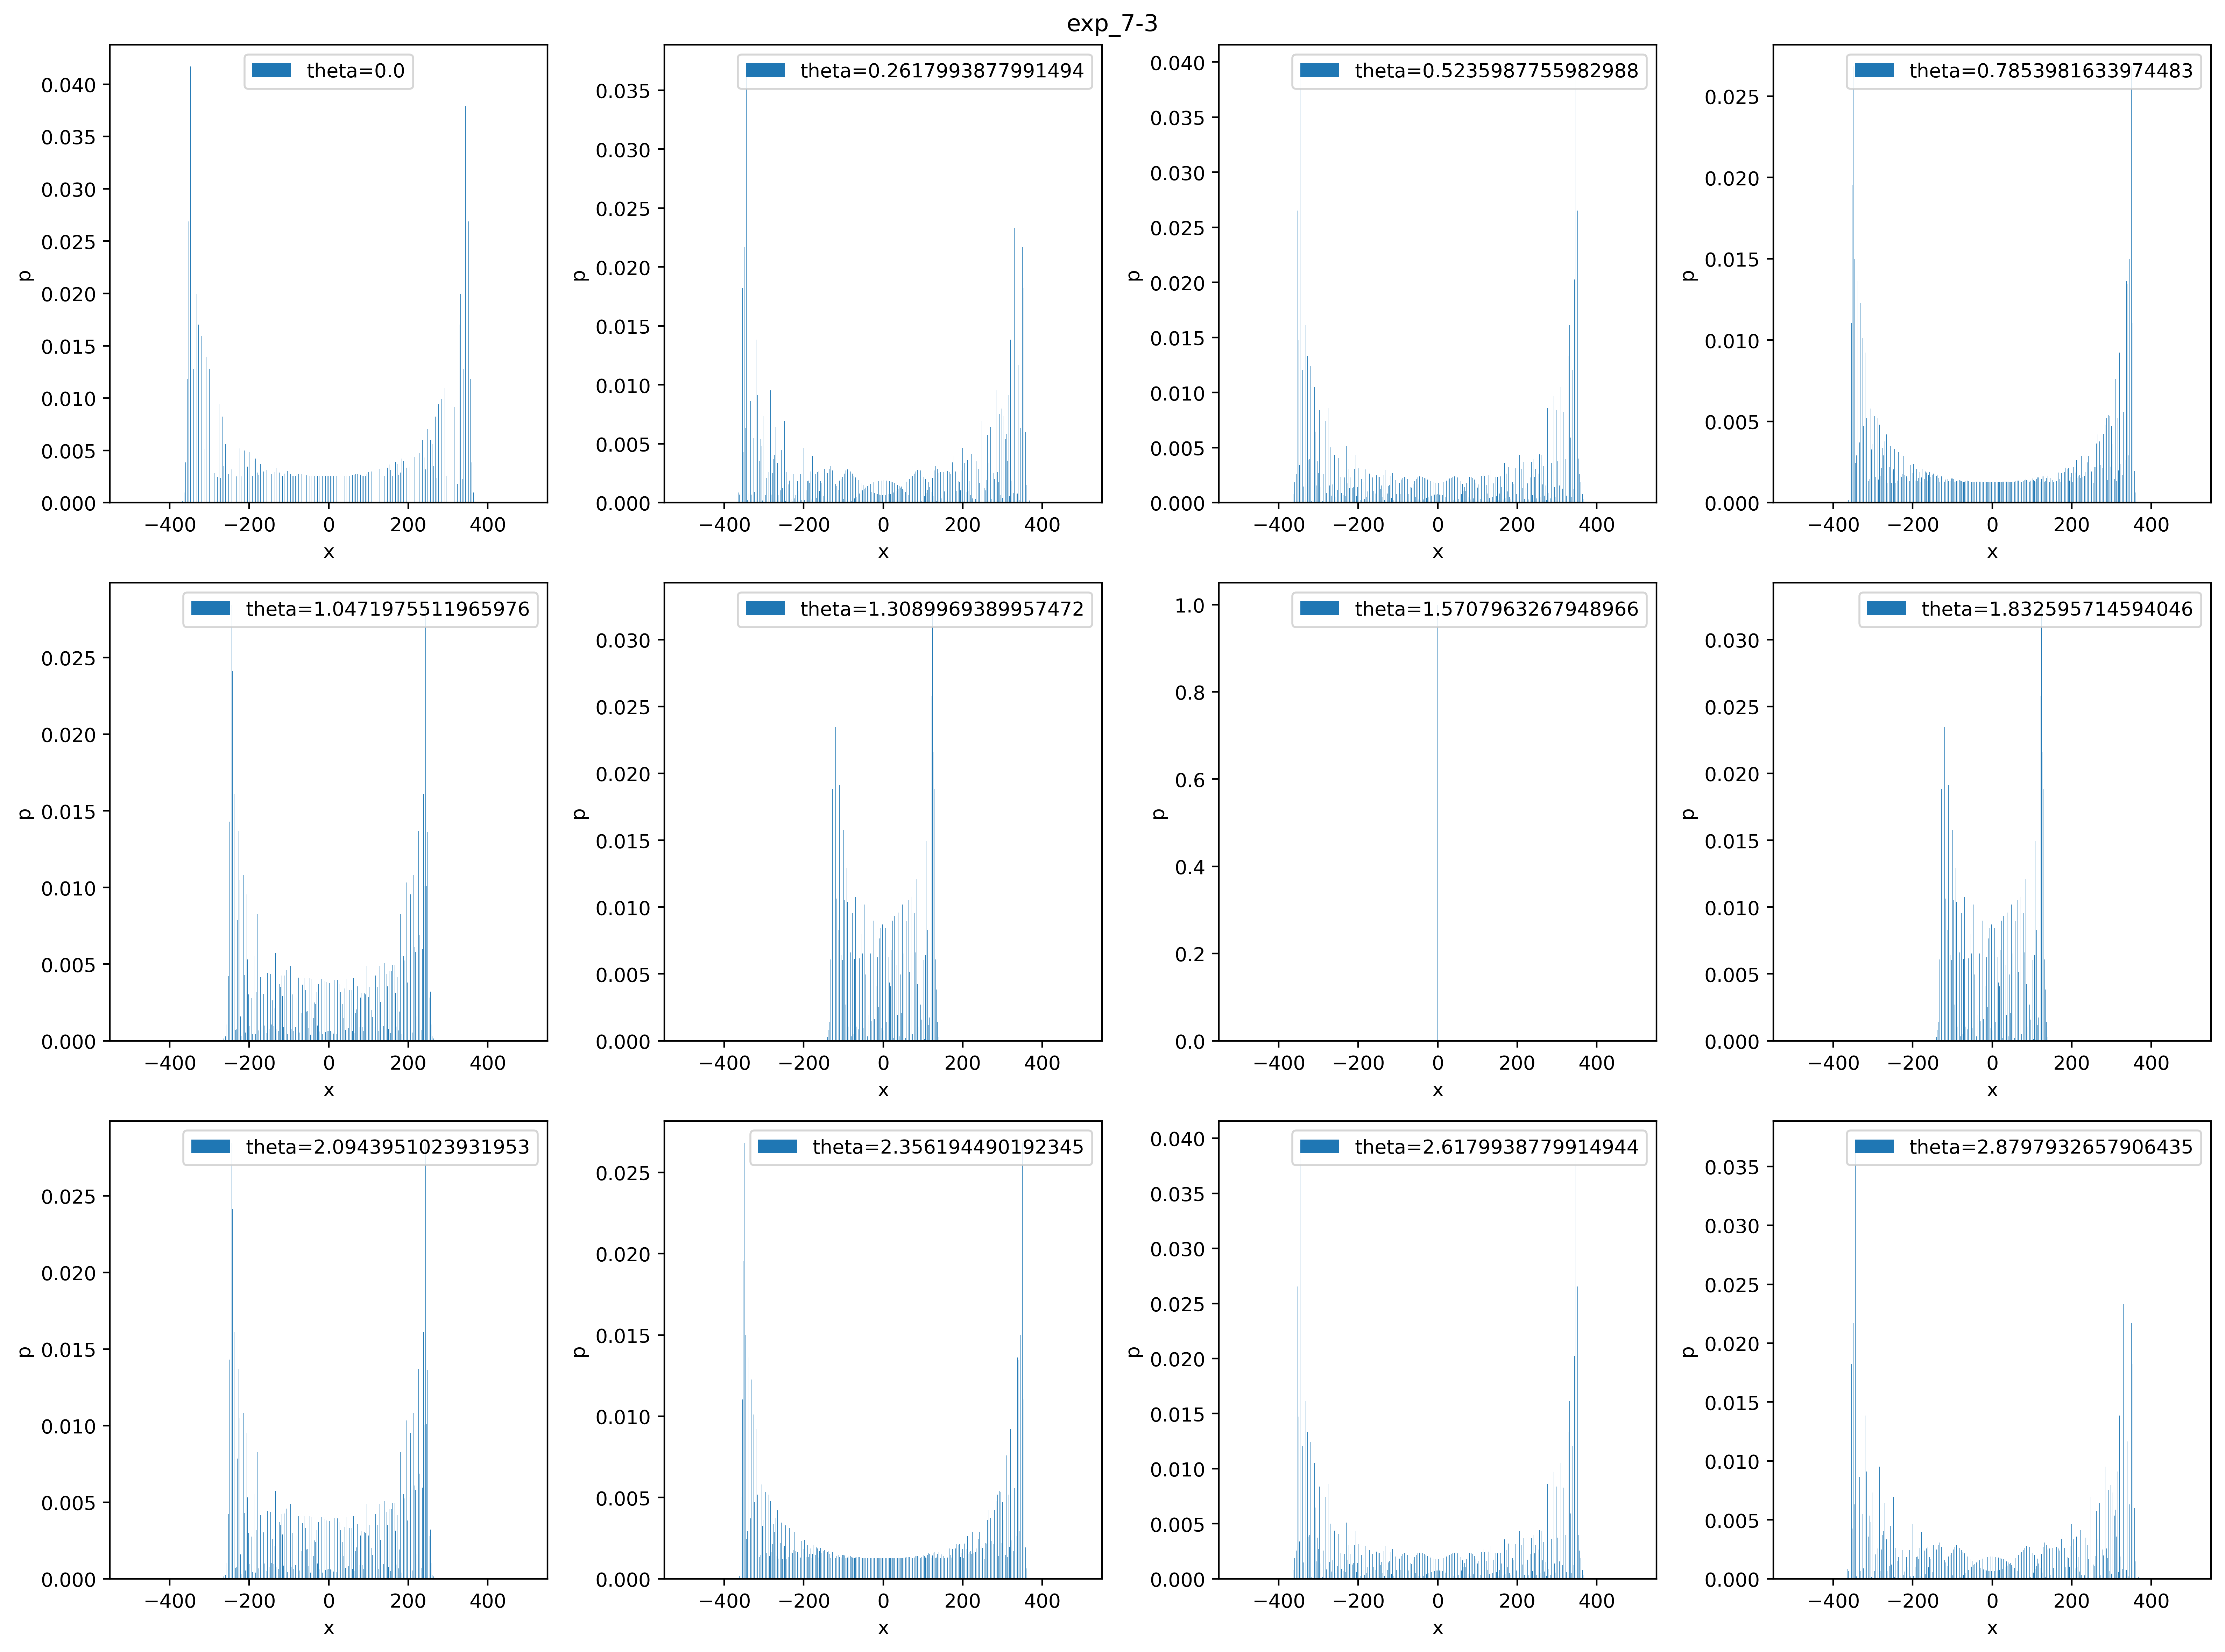 exp_7-3
theta=0.0
0.040
0.035
0.030
0.025
0.020
0.015
0.010
0.005
0.000
p
−400 −200 0 200 400
x
theta=0.2617993877991494
0.035
0.030
0.025
0.020
0.015
0.010
0.005
0.000
p
−400 −200 0 200 400
x
theta=0.5235987755982988
0.040
0.035
0.030
0.025
0.020
0.015
0.010
0.005
0.000
p
−400 −200 0 200 400
x
theta=0.7853981633974483
0.025
0.020
0.015
0.010
0.005
0.000
p
−400 −200 0 200 400
x
theta=1.0471975511965976
0.025
0.020
0.015
0.010
0.005
0.000
p
−400 −200 0 200 400
x
theta=1.3089969389957472
0.030
0.025
0.020
0.015
0.010
0.005
0.000
p
−400 −200 0 200 400
x
theta=1.5707963267948966
1.0
0.8
0.6
0.4
0.2
0.0
p
−400 −200 0 200 400
x
theta=1.832595714594046
0.030
0.025
0.020
0.015
0.010
0.005
0.000
p
−400 −200 0 200 400
x
theta=2.0943951023931953
0.025
0.020
0.015
0.010
0.005
0.000
p
−400 −200 0 200 400
x
theta=2.356194490192345
0.025
0.020
0.015
0.010
0.005
0.000
p
−400 −200 0 200 400
x
theta=2.6179938779914944
0.040
0.035
0.030
0.025
0.020
0.015
0.010
0.005
0.000
p
−400 −200 0 200 400
x
theta=2.8797932657906435
0.035
0.030
0.025
0.020
0.015
0.010
0.005
0.000
p
−400 −200 0 200 400
x